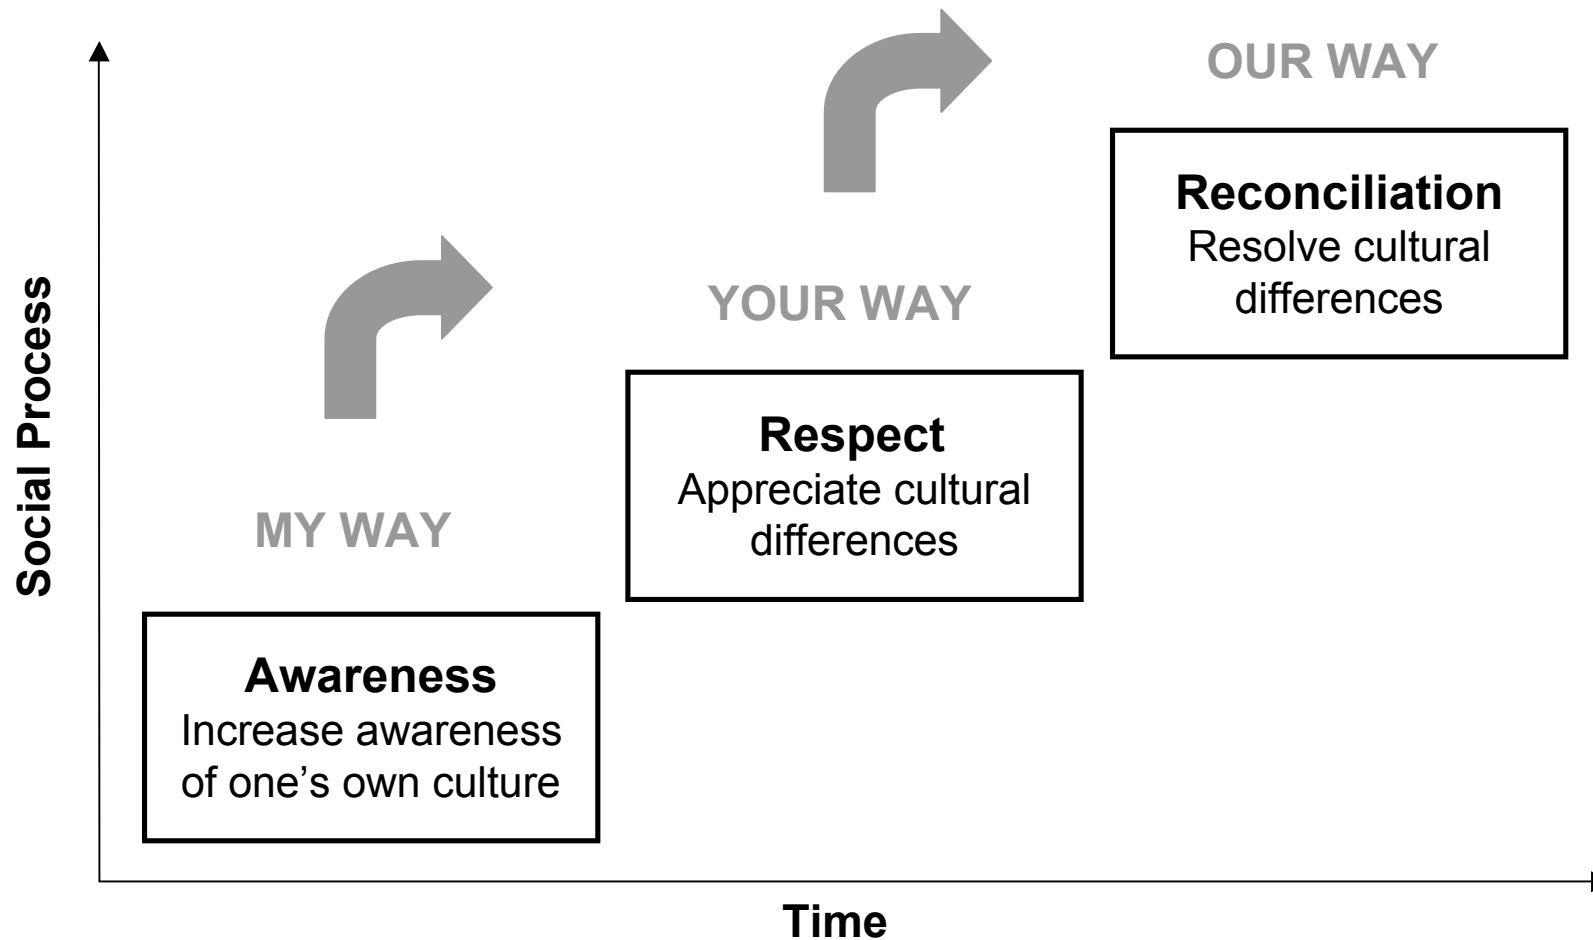 OUR WAY
Reconciliation
Resolve cultural
differences
YOUR WAY
Respect
Appreciate cultural
differences
MY WAY
Awareness
Increase awareness
of one’s own culture
Social Process
Time